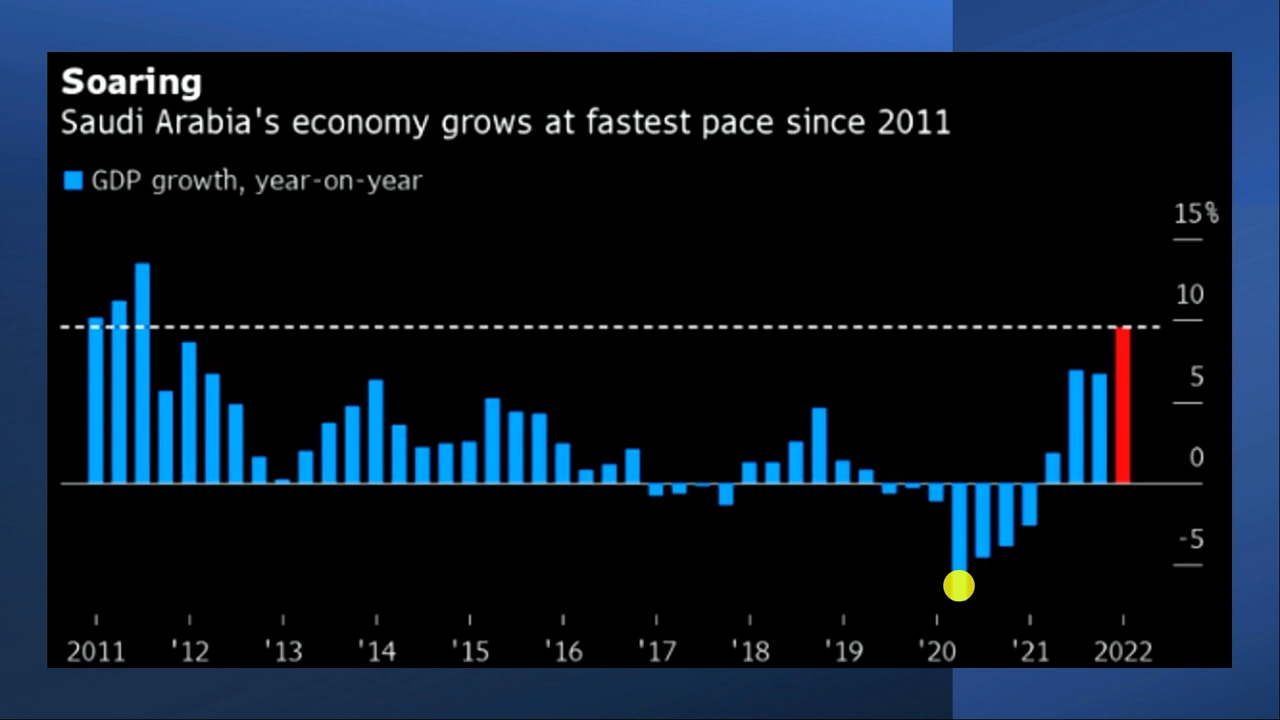 Soaring
Saudi Arabia's economy grows at fastest pace since 2011
GDP growth, year-on-year
15%
10
5
0
-5
2011 '12 '13 '14 '15 '16 '17 '18 '19 '20 '21 2022